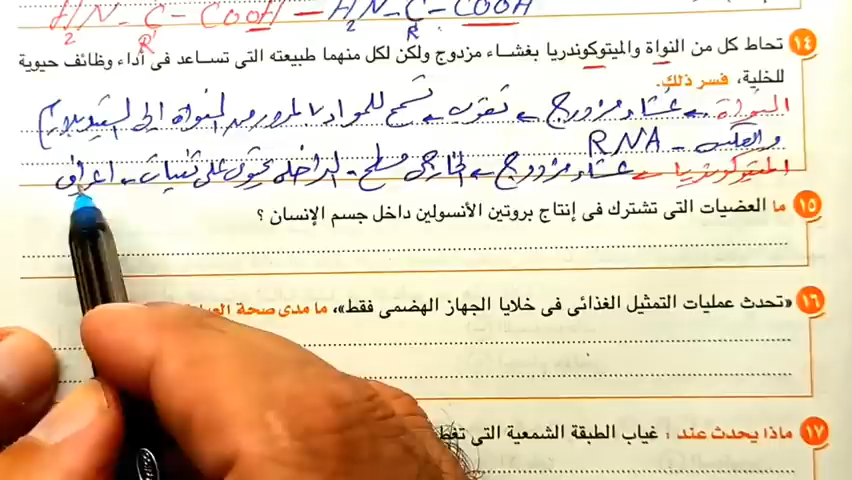 H₂N - C - COOH — H₂N - C - COOH
R R
١٤ تحاط كل من النواة والميتوكوندريا بغشاء مزدوج ولكن لكل منهما طبيعته التى تساعد فى أداء وظائف حيوية
للخلية، فسر ذلك.
النواة ← غشاء مزدوج ← ثقوب ← تسمح للمواد بالمرور من النواة إلى السيتوبلازم
والعكس - RNA
الميتوكوندريا ← غشاء مزدوج ← الخارجى سطح - الداخلى يحتوى على ثنيات - أعراف
١٥ ما العضيات التى تشترك فى إنتاج بروتين الأنسولين داخل جسم الإنسان ؟
١٦ «تحدث عمليات التمثيل الغذائى فى خلايا الجهاز الهضمى فقط»، ما مدى صحة
١٧ ماذا يحدث عند : غياب الطبقة الشمعية التى